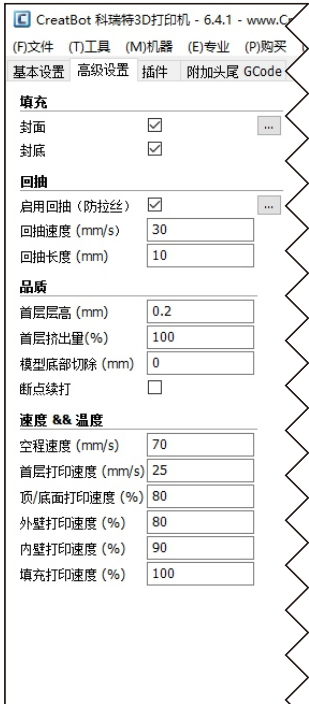 CreatBot 科瑞特3D打印机 - 6.4.1 - www.C
(F)文件 (T)工具 (M)机器 (E)专业 (P)购买
基本设置 高级设置 插件 附加头尾 GCode
填充
封面 ...
封底
回抽
启用回抽（防拉丝） ...
回抽速度 (mm/s) 30
回抽长度 (mm) 10
品质
首层层高 (mm) 0.2
首层挤出量(%) 100
模型底部切除 (mm) 0
断点续打
速度 && 温度
空程速度 (mm/s) 70
首层打印速度 (mm/s) 25
顶/底面打印速度 (%) 80
外壁打印速度 (%) 80
内壁打印速度 (%) 90
填充打印速度 (%) 100